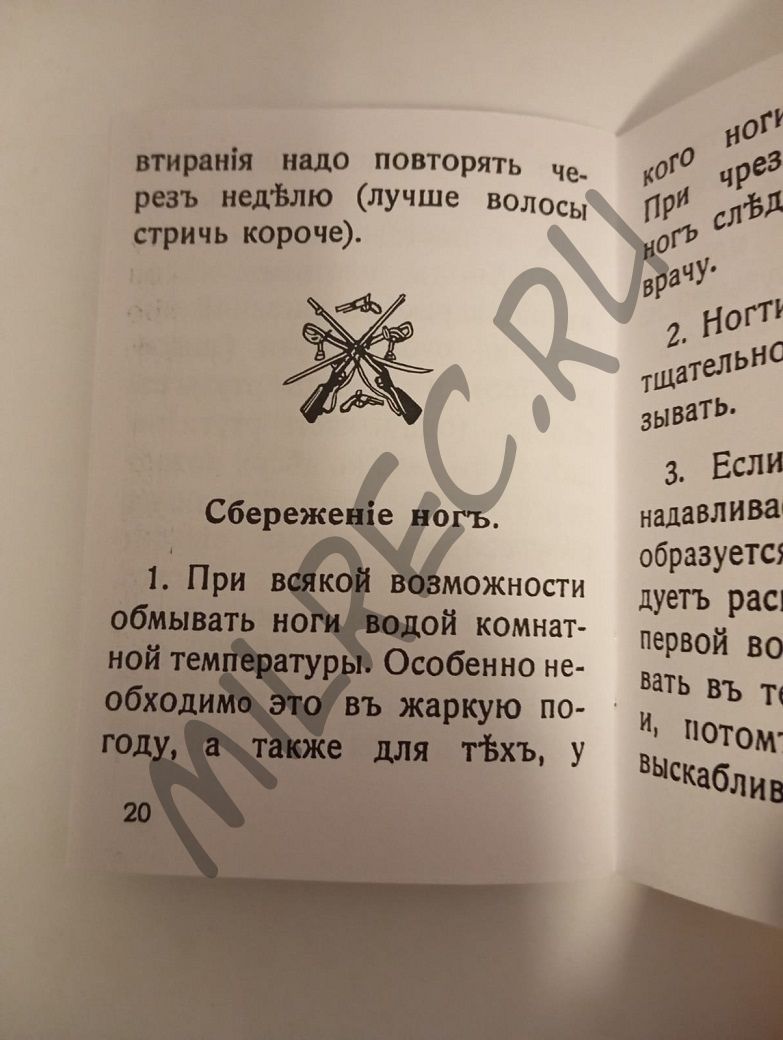 втиранія надо повторять че-
резъ недѣлю (лучше волосы
стричь короче).
Сбереженіе ногъ.
1. При всякой возможности
обмывать ноги водой комнат-
ной температуры. Особенно не-
обходимо это въ жаркую по-
году, а также для тѣхъ, у
20
кого ноги
При чрез
ногъ слѣд
врачу.
2. Ногти
тщательно
зывать.
3. Если
надавлива
образуется
дуетъ рас
первой во
вать въ т
и, потомъ
выскаблив
MILREC.RU